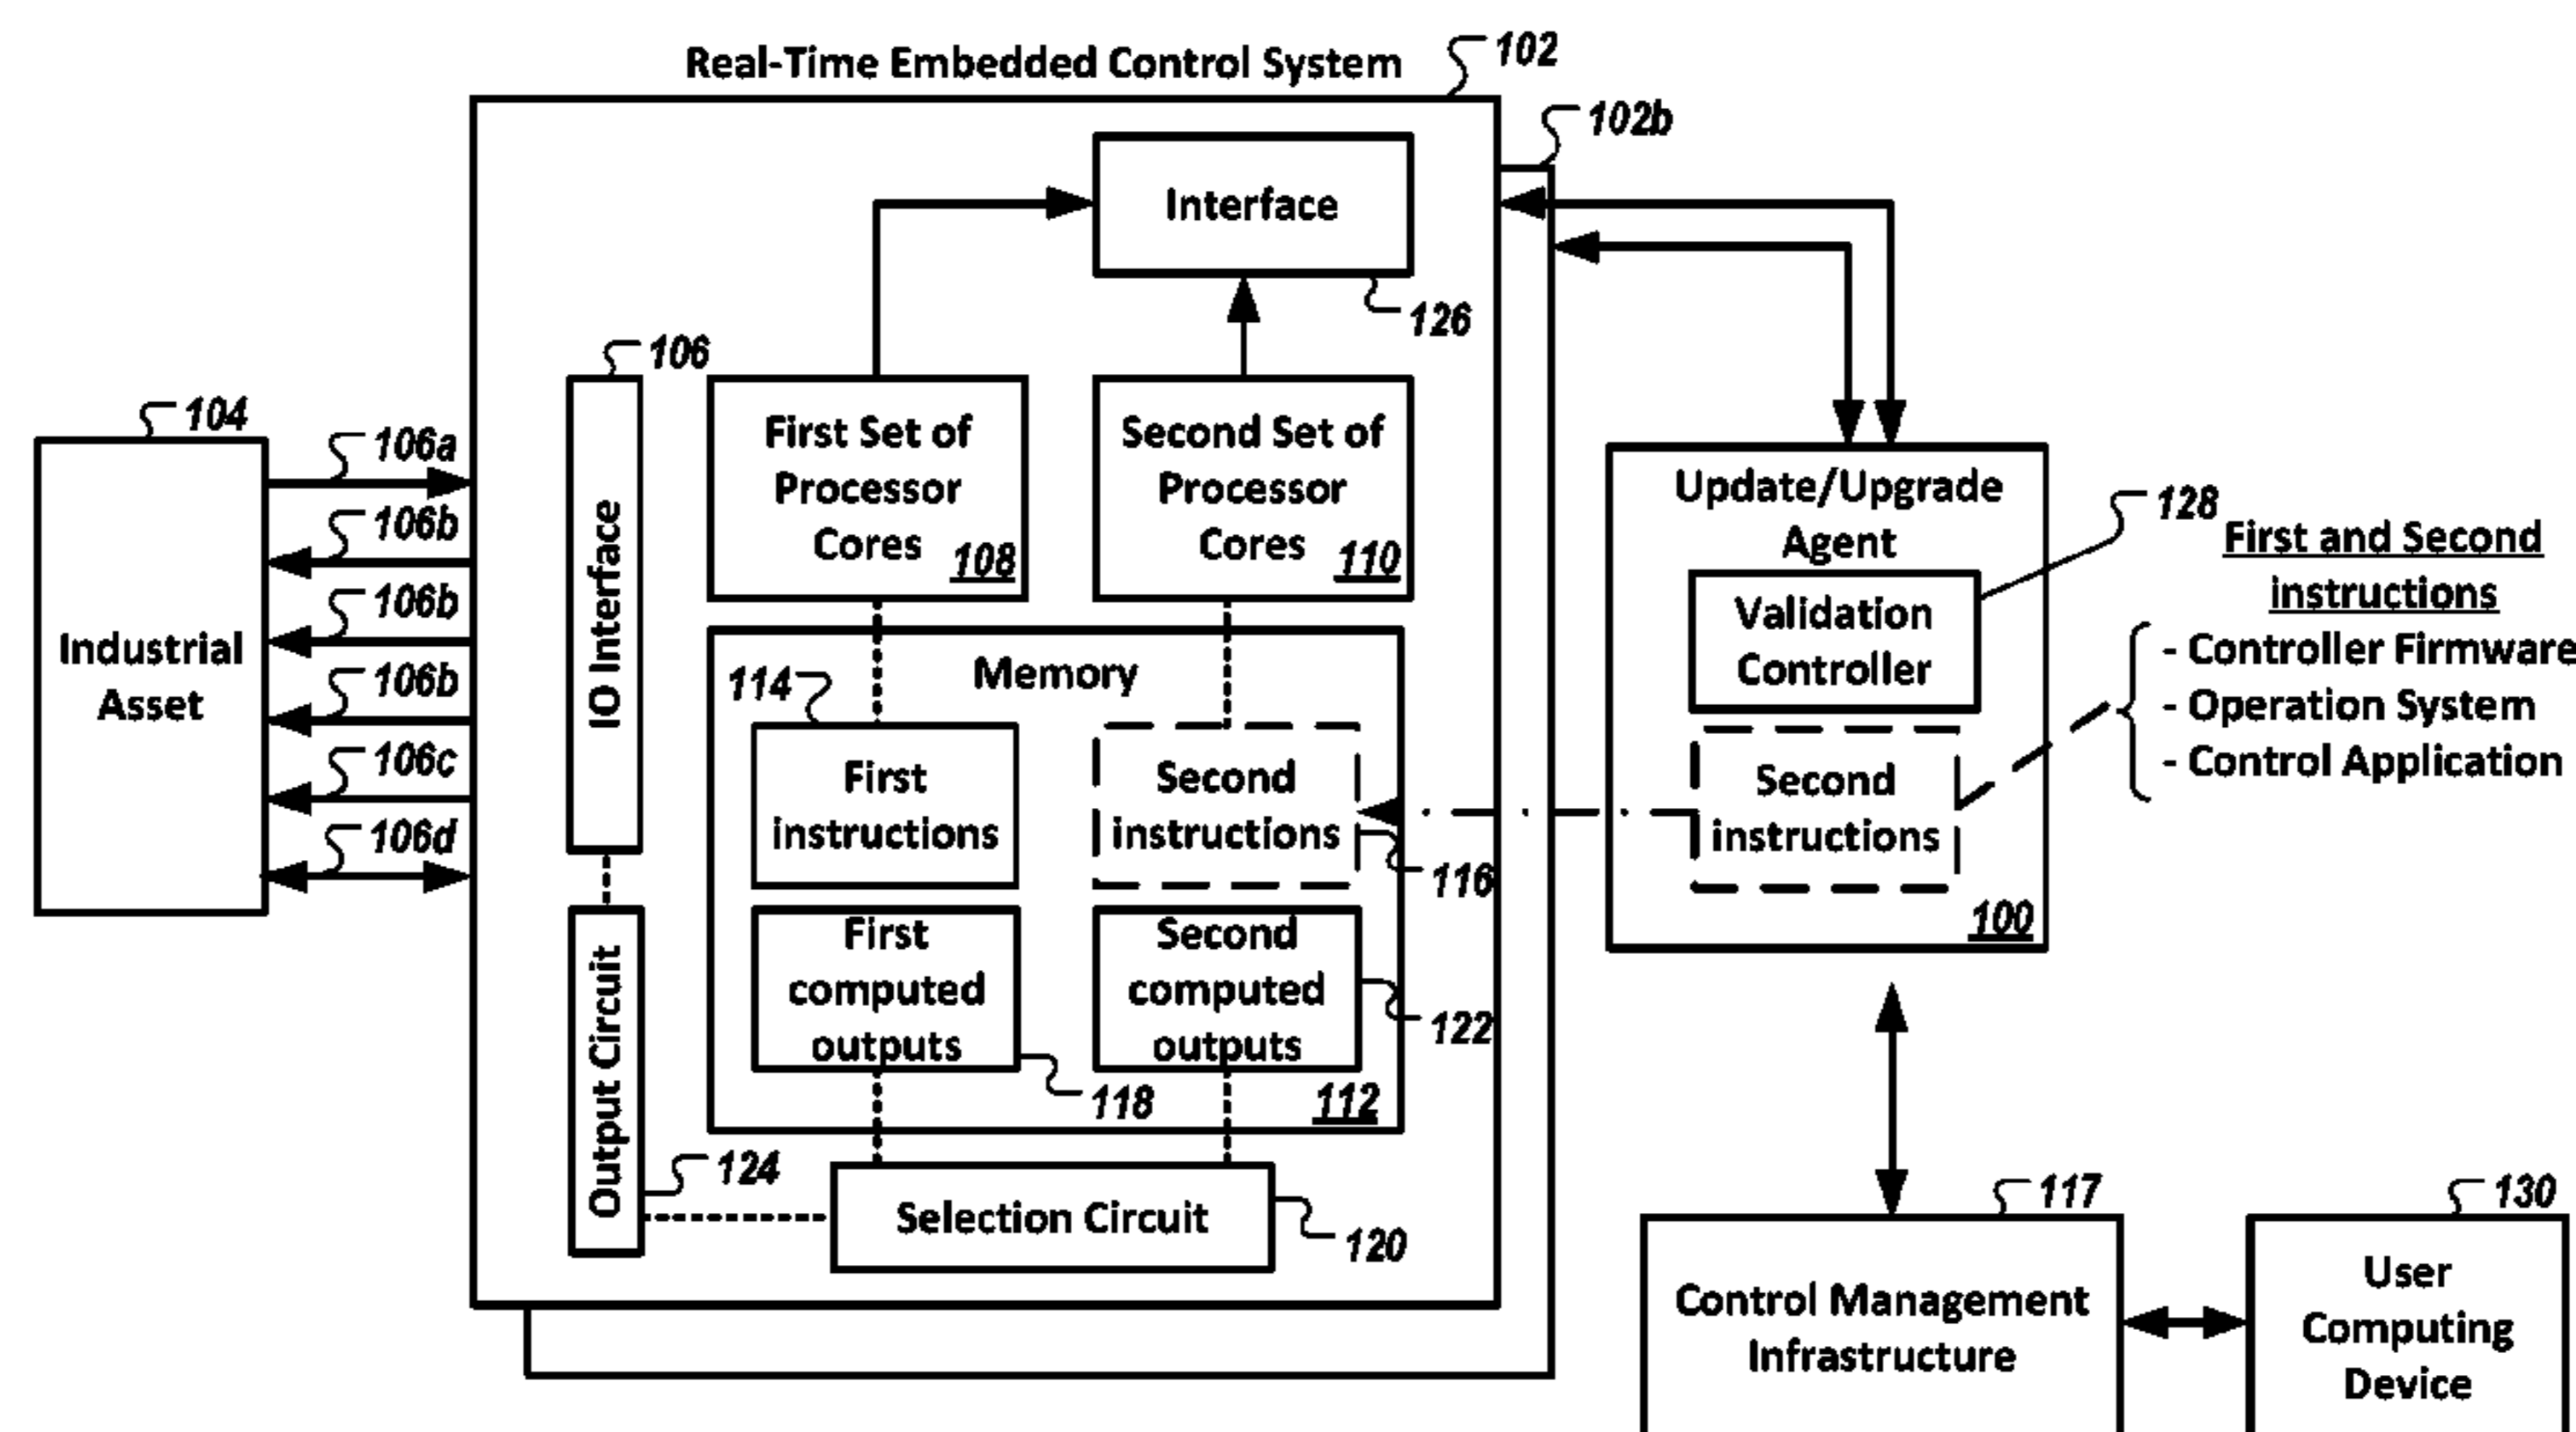 Real-Time Embedded Control System
102
102b
Interface
126
106
104
106a
106b
106b
106b
106c
106d
Industrial
Asset
IO Interface
First Set of
Processor
Cores
108
Second Set of
Processor
Cores
110
Memory
114
First
instructions
Second
instructions
116
First
computed
outputs
118
Second
computed
outputs
122
112
Output Circuit
124
Selection Circuit
120
Update/Upgrade
Agent
Validation
Controller
128
Second
instructions
100
First and Second
instructions
- Controller Firmware
- Operation System
- Control Application
117
Control Management
Infrastructure
130
User
Computing
Device